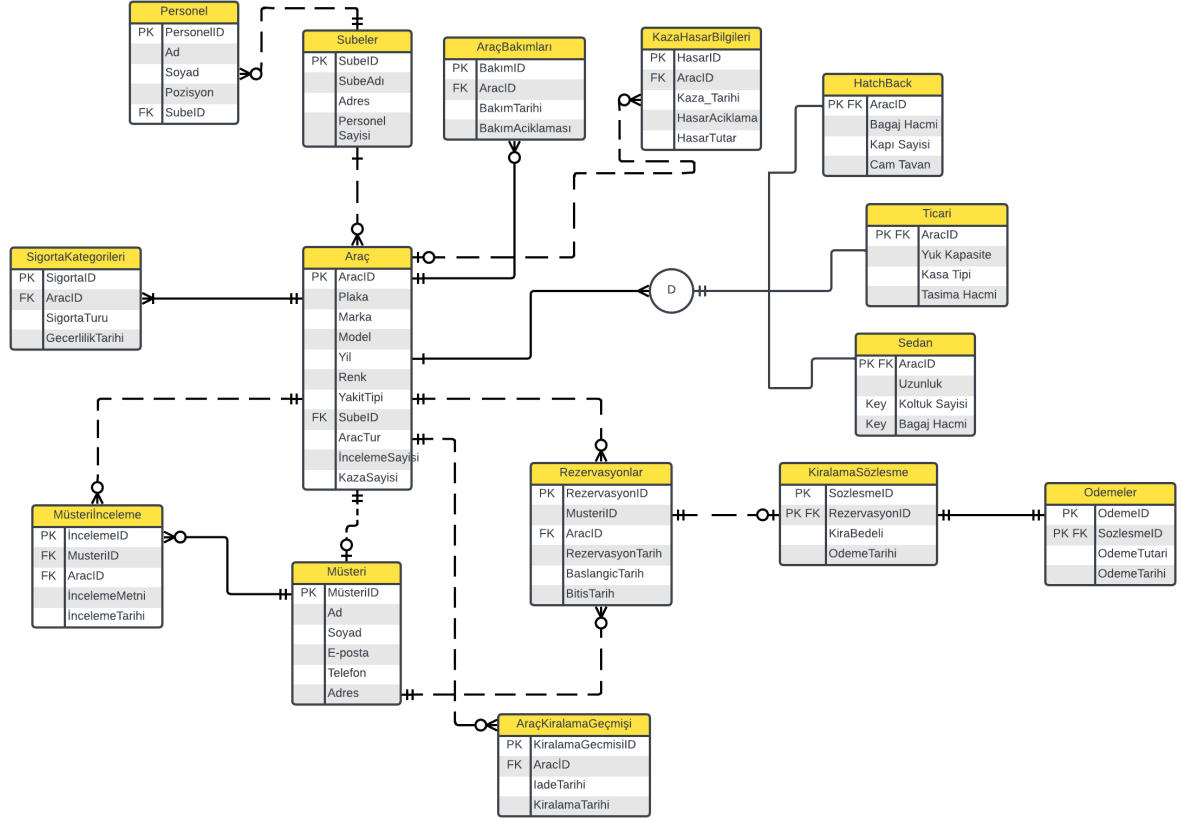 Personel
PK PersonelID
Ad
Soyad
Pozisyon
FK SubeID
Subeler
PK SubeID
SubeAdı
Adres
Personel
Sayisi
AraçBakımları
PK BakımID
FK AracID
BakımTarihi
BakımAciklaması
KazaHasarBilgileri
PK HasarID
FK AracID
Kaza_Tarihi
HasarAciklama
HasarTutar
HatchBack
PK FK AracID
Bagaj Hacmi
Kapı Sayisi
Cam Tavan
Ticari
PK FK AracID
Yuk Kapasite
Kasa Tipi
Tasima Hacmi
SigortaKategorileri
PK SigortaID
FK AracID
SigortaTuru
GecerlilikTarihi
Araç
PK AracID
Plaka
Marka
Model
Yil
Renk
YakitTipi
FK SubeID
AracTur
İncelemeSayisi
KazaSayisi
D
Sedan
PK FK AracID
Uzunluk
Key Koltuk Sayisi
Key Bagaj Hacmi
Müsteriİnceleme
PK İncelemeID
FK MusteriID
FK AracID
İncelemeMetni
İncelemeTarihi
Müsteri
PK MüsteriID
Ad
Soyad
E-posta
Telefon
Adres
Rezervasyonlar
PK RezervasyonID
MusteriID
FK AracID
RezervasyonTarih
BaslangicTarih
BitisTarih
KiralamaSözlesme
PK SozlesmeID
PK FK RezervasyonID
KiraBedeli
OdemeTarihi
Odemeler
PK OdemeID
PK FK SozlesmeID
OdemeTutari
OdemeTarihi
AraçKiralamaGeçmişi
PK KiralamaGecmisiID
FK AracİD
IadeTarihi
KiralamaTarihi